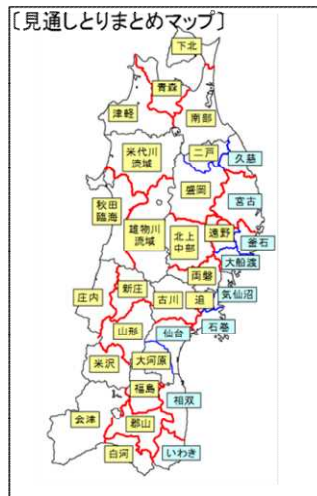 〔見通しとりまとめマップ〕
下北
青森
津軽
南部
二戸
久慈
米代川
流域
盛岡
宮古
秋田
臨海
雄物川
流域
北上
中部
遠野
釜石
大船渡
両磐
気仙沼
新庄
庄内
古川
迫
石巻
山形
仙台
米沢
大河原
福島
相双
会津
郡山
白河
いわき